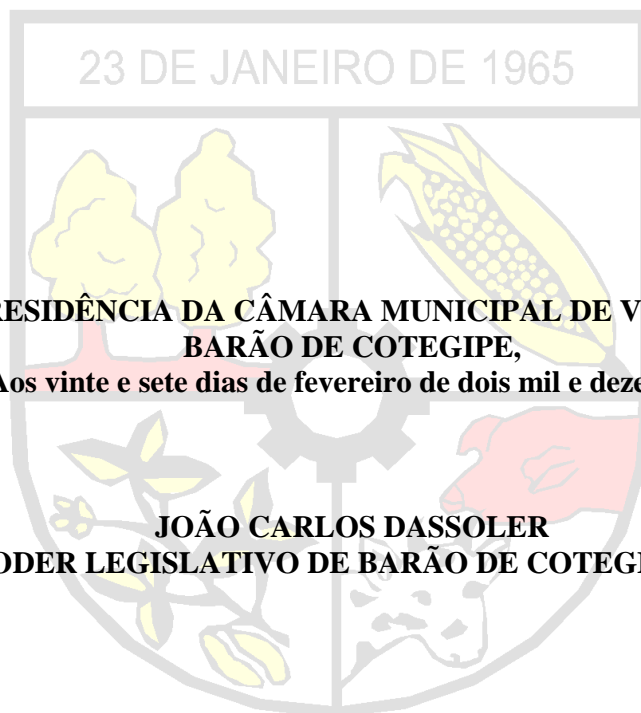 23 DE JANEIRO DE 1965
RESIDÊNCIA DA CÂMARA MUNICIPAL DE V
BARÃO DE COTEGIPE,
Aos vinte e sete dias de fevereiro de dois mil e deze
JOÃO CARLOS DASSOLER
ODER LEGISLATIVO DE BARÃO DE COTEGI